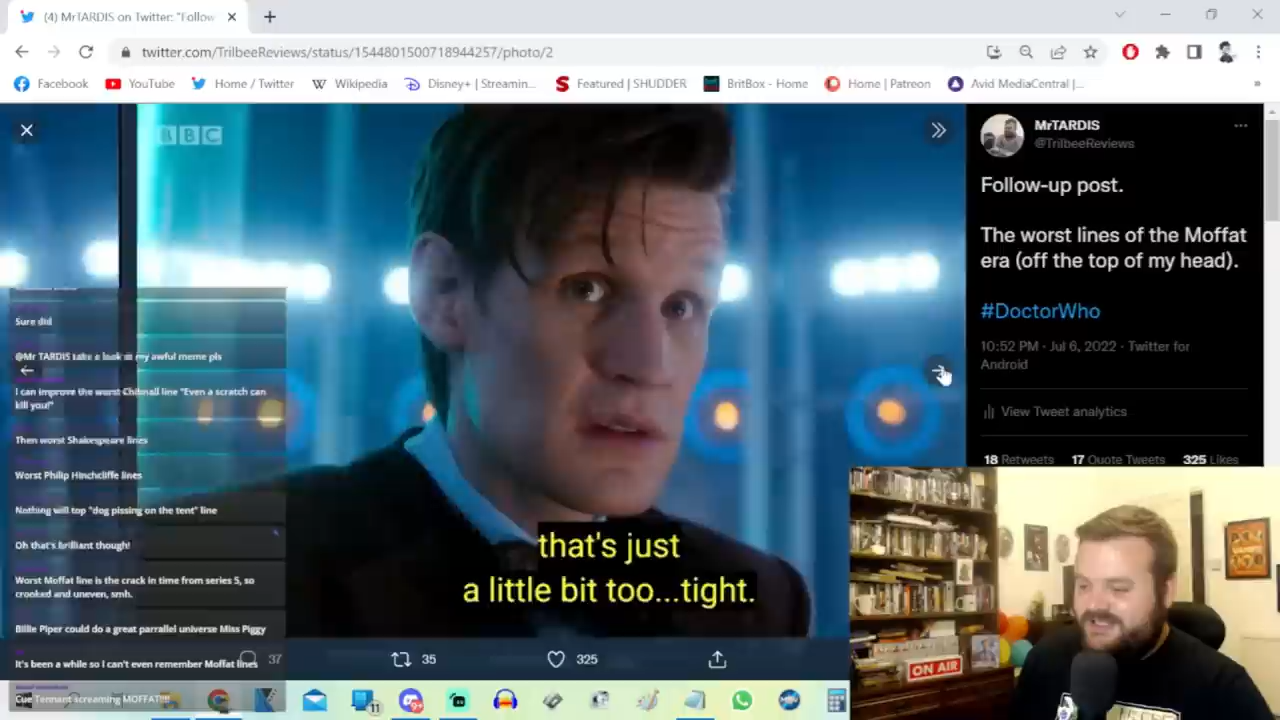 (4) MrTARDIS on Twitter: "Follow
twitter.com/TrilbeeReviews/status/1544801500718944257/photo/2
Facebook
YouTube
Home / Twitter
Wikipedia
Disney+ | Streamin...
Featured | SHUDDER
BritBox - Home
Home | Patreon
Avid MediaCentral |...
BBC
MrTARDIS
@TrilbeeReviews
Follow-up post.
The worst lines of the Moffat
era (off the top of my head).
#DoctorWho
10:52 PM · Jul 6, 2022 · Twitter for
Android
View Tweet analytics
18 Retweets 17 Quote Tweets 325 Likes
Sure did
@Mr TARDIS take a look at my awful meme pls
I can improve the worst Chibnall line "Even a scratch can
kill you!"
Then worst Shakespeare lines
Worst Philip Hinchcliffe lines
Nothing will top "dog pissing on the tent" line
Oh that's brilliant though!
Worst Moffat line is the crack in time from series 5, so
crooked and uneven, smh.
Billie Piper could do a great parrallel universe Miss Piggy
It's been a while so I can't even remember Moffat lines
Cue Tennant screaming MOFFAT!!!!
that's just
a little bit too...tight.
37
35
325
ON AIR
11
9+